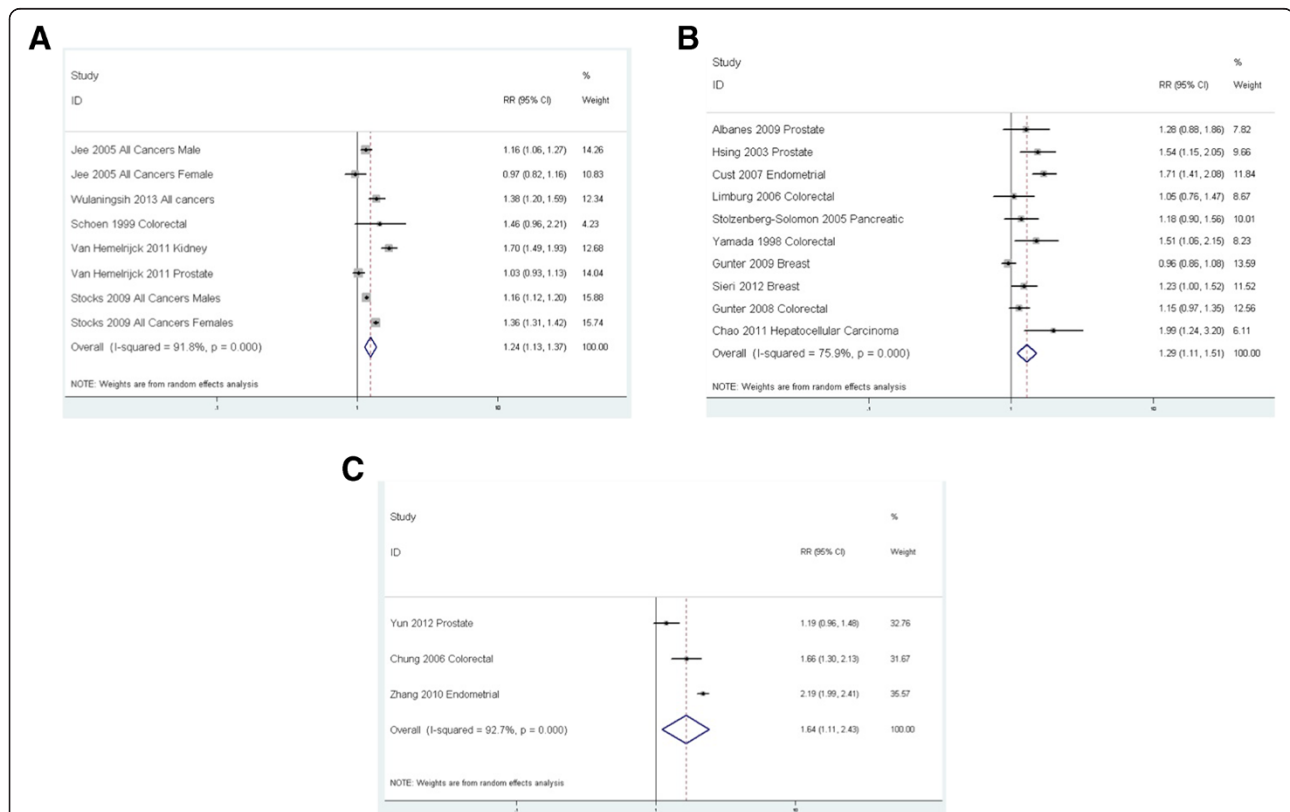 A
Study %
ID RR (95% CI) Weight
Jee 2005 All Cancers Male 1.16 (1.06, 1.27) 14.26
Jee 2005 All Cancers Female 0.97 (0.82, 1.16) 10.83
Wulaningsih 2013 All cancers 1.38 (1.20, 1.59) 12.34
Schoen 1999 Colorectal 1.46 (0.96, 2.21) 4.23
Van Hemelrijck 2011 Kidney 1.70 (1.49, 1.93) 12.68
Van Hemelrijck 2011 Prostate 1.03 (0.93, 1.13) 14.04
Stocks 2009 All Cancers Males 1.16 (1.12, 1.20) 15.88
Stocks 2009 All Cancers Females 1.36 (1.31, 1.42) 15.74
Overall (I-squared = 91.8%, p = 0.000) 1.24 (1.13, 1.37) 100.00
NOTE: Weights are from random effects analysis
.1 1 10
B
Study %
ID RR (95% CI) Weight
Albanes 2009 Prostate 1.28 (0.88, 1.86) 7.82
Hsing 2003 Prostate 1.54 (1.15, 2.05) 9.66
Cust 2007 Endometrial 1.71 (1.41, 2.08) 11.84
Limburg 2006 Colorectal 1.05 (0.76, 1.47) 8.67
Stolzenberg-Solomon 2005 Pancreatic 1.18 (0.90, 1.56) 10.01
Yamada 1998 Colorectal 1.51 (1.06, 2.15) 8.23
Gunter 2009 Breast 0.96 (0.86, 1.08) 13.59
Sieri 2012 Breast 1.23 (1.00, 1.52) 11.52
Gunter 2008 Colorectal 1.15 (0.97, 1.35) 12.56
Chao 2011 Hepatocellular Carcinoma 1.99 (1.24, 3.20) 6.11
Overall (I-squared = 75.9%, p = 0.000) 1.29 (1.11, 1.51) 100.00
NOTE: Weights are from random effects analysis
.1 1 10
C
Study %
ID RR (95% CI) Weight
Yun 2012 Prostate 1.19 (0.96, 1.48) 32.76
Chung 2006 Colorectal 1.66 (1.30, 2.13) 31.67
Zhang 2010 Endometrial 2.19 (1.99, 2.41) 35.57
Overall (I-squared = 92.7%, p = 0.000) 1.64 (1.11, 2.43) 100.00
NOTE: Weights are from random effects analysis